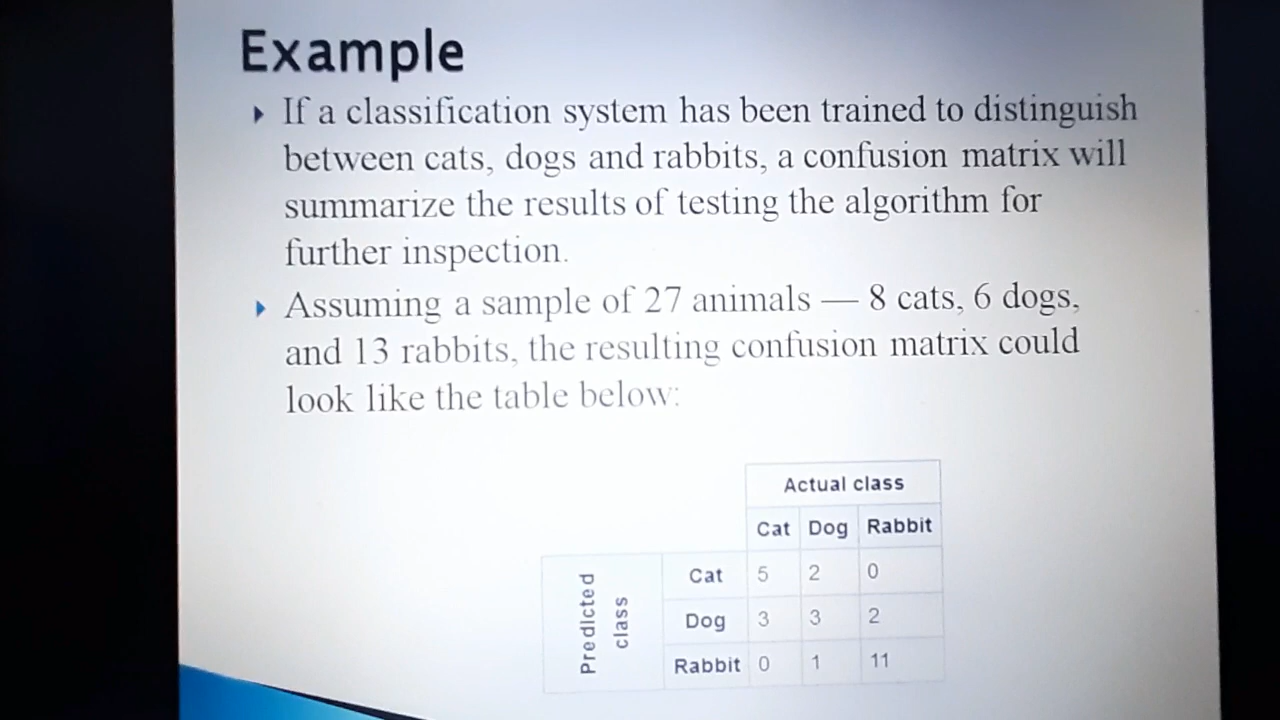 Example
If a classification system has been trained to distinguish
between cats, dogs and rabbits, a confusion matrix will
summarize the results of testing the algorithm for
further inspection.
Assuming a sample of 27 animals — 8 cats, 6 dogs,
and 13 rabbits, the resulting confusion matrix could
look like the table below:
Actual class
Cat Dog Rabbit
Predicted
class
Cat 5 2 0
Dog 3 3 2
Rabbit 0 1 11